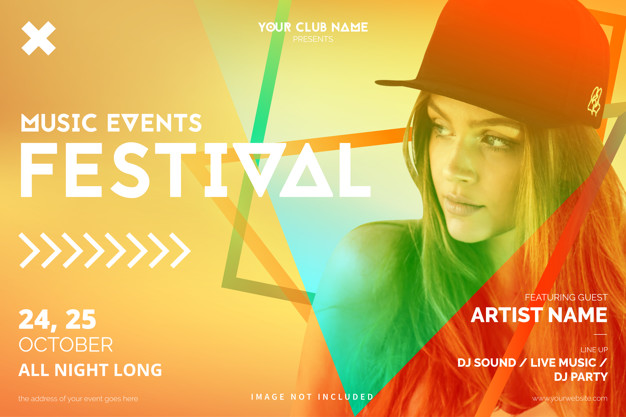 YOUR CLUB NAME
PRESENTS
MUSIC EVENTS
FESTIVAL
24, 25
OCTOBER
ALL NIGHT LONG
the address of your event goes here
IMAGE NOT INCLUDED
FEATURING GUEST
ARTIST NAME
LINE UP
DJ SOUND / LIVE MUSIC /
DJ PARTY
www.yourwebsite.com